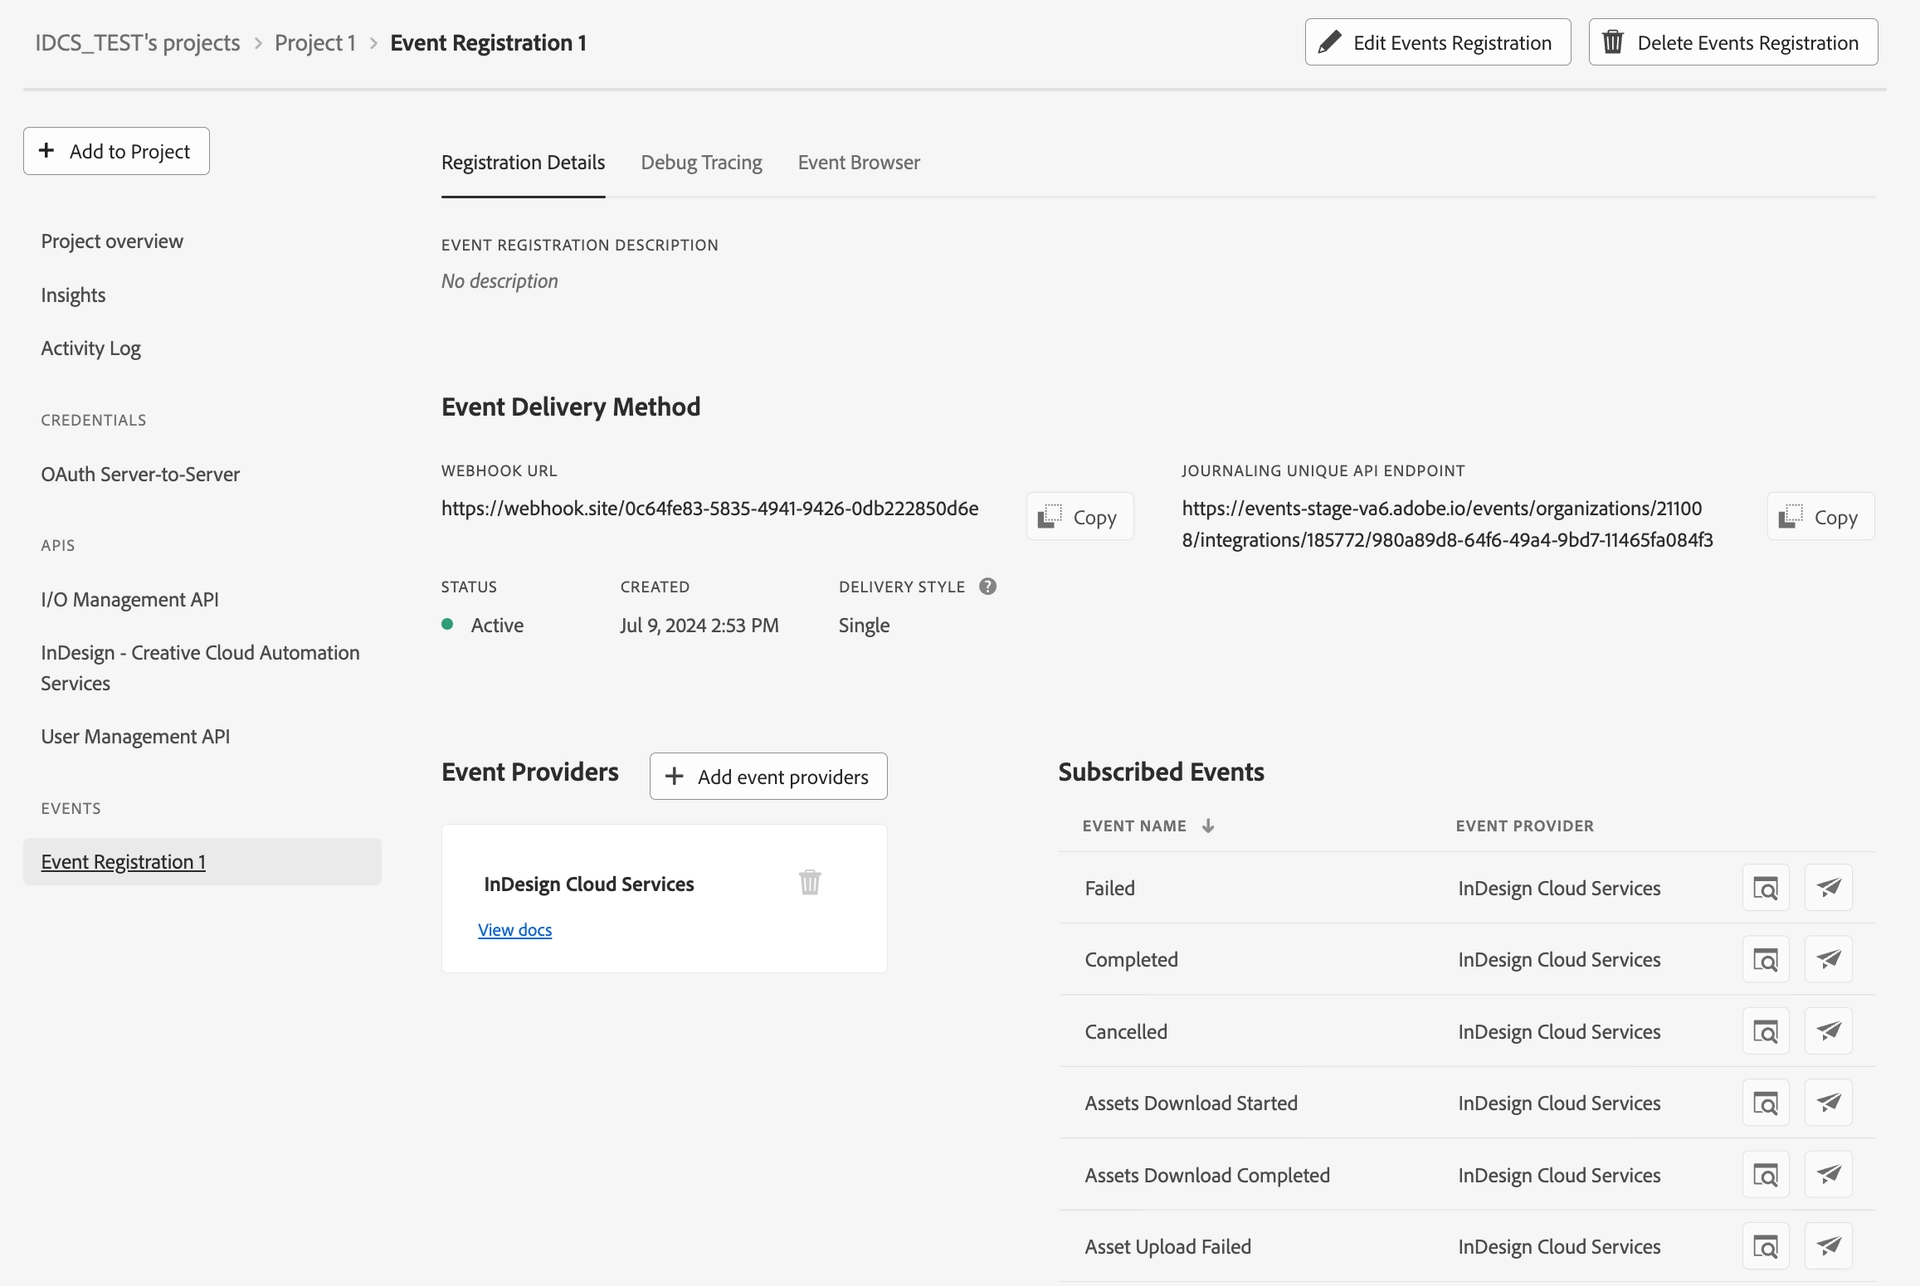 IDCS_TEST's projects > Project 1 > Event Registration 1
Edit Events Registration
Delete Events Registration
Add to Project
Project overview
Insights
Activity Log
CREDENTIALS
OAuth Server-to-Server
APIS
I/O Management API
InDesign - Creative Cloud Automation
Services
User Management API
EVENTS
Event Registration 1
Registration Details
Debug Tracing
Event Browser
EVENT REGISTRATION DESCRIPTION
No description
Event Delivery Method
WEBHOOK URL
https://webhook.site/0c64fe83-5835-4941-9426-0db222850d6e
Copy
JOURNALING UNIQUE API ENDPOINT
https://events-stage-va6.adobe.io/events/organizations/21100
8/integrations/185772/980a89d8-64f6-49a4-9bd7-11465fa084f3
Copy
STATUS
Active
CREATED
Jul 9, 2024 2:53 PM
DELIVERY STYLE ?
Single
Event Providers
Add event providers
InDesign Cloud Services
View docs
Subscribed Events
EVENT NAME EVENT PROVIDER
Failed InDesign Cloud Services
Completed InDesign Cloud Services
Cancelled InDesign Cloud Services
Assets Download Started InDesign Cloud Services
Assets Download Completed InDesign Cloud Services
Asset Upload Failed InDesign Cloud Services